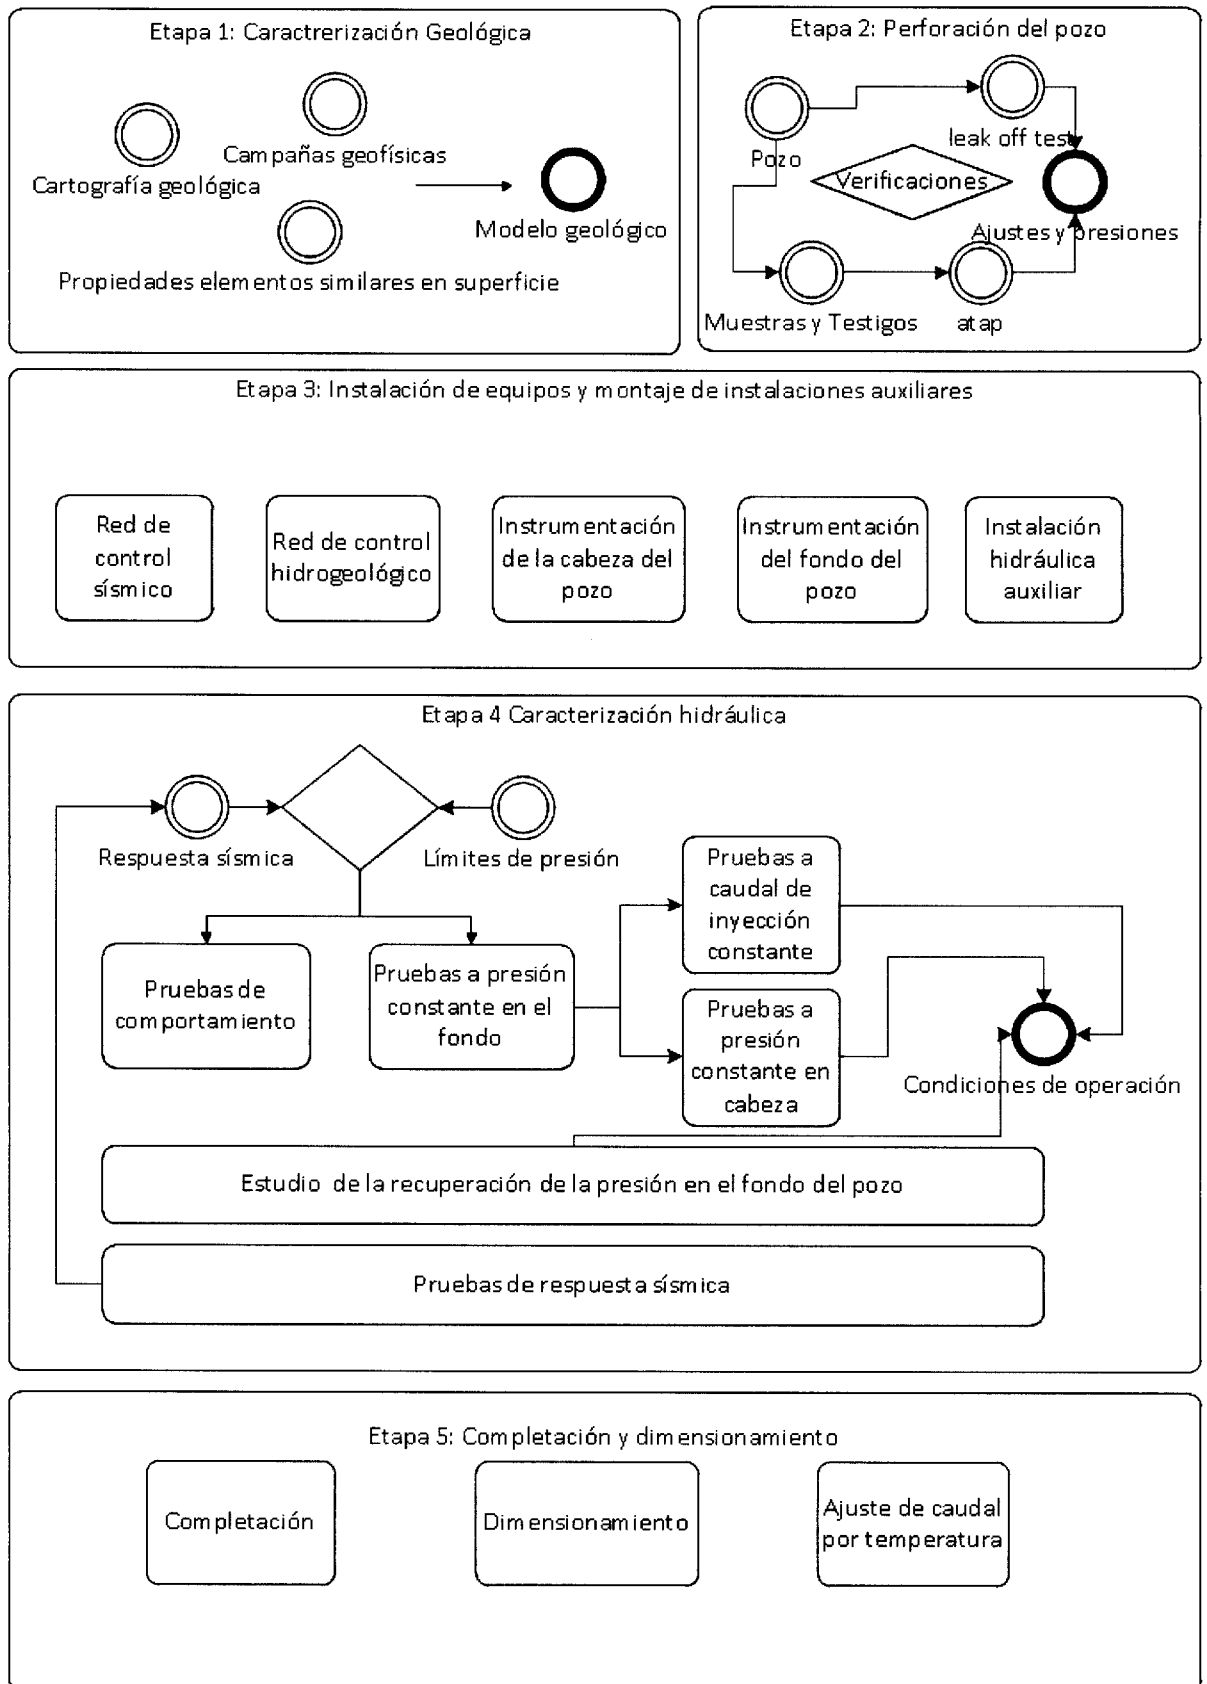 Etapa 1: Caractrerización Geológica
Campañas geofísicas
Cartografía geológica
Modelo geológico
Propiedades elementos similares en superficie
Etapa 2: Perforación del pozo
leak off test
Pozo
Verificaciones
Ajustes y presiones
Muestras y Testigos
atap
Etapa 3: Instalación de equipos y montaje de instalaciones auxiliares
Red de
control
sísmico
Red de control
hidrogeológico
Instrumentación
de la cabeza del
pozo
Instrumentación
del fondo del
pozo
Instalación
hidráulica
auxiliar
Etapa 4 Caracterización hidráulica
Respuesta sísmica
Límites de presión
Pruebas a
caudal de
inyección
constante
Pruebas de
comportamiento
Pruebas a presión
constante en el
fondo
Pruebas a
presión
constante en
cabeza
Condiciones de operación
Estudio de la recuperación de la presión en el fondo del pozo
Pruebas de respuesta sísmica
Etapa 5: Completación y dimensionamiento
Completación
Dimensionamiento
Ajuste de caudal
por temperatura